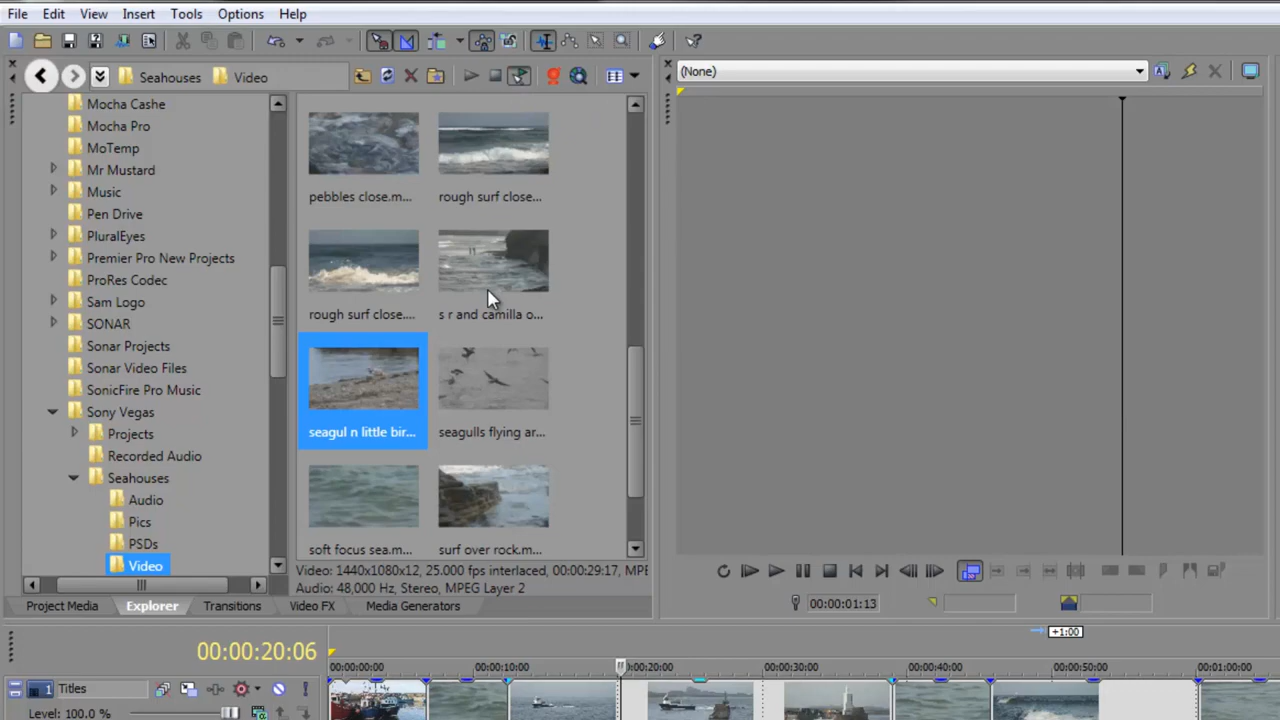 File Edit View Insert Tools Options Help
Seahouses Video
(None)
Mocha Cashe
Mocha Pro
MoTemp
Mr Mustard
Music
Pen Drive
PluralEyes
Premier Pro New Projects
ProRes Codec
Sam Logo
SONAR
Sonar Projects
Sonar Video Files
SonicFire Pro Music
Sony Vegas
Projects
Recorded Audio
Seahouses
Audio
Pics
PSDs
Video
pebbles close.m... rough surf close...
rough surf close.... s r and camilla o...
seagul n little bir... seagulls flying ar...
soft focus sea.m... surf over rock.m...
Video: 1440x1080x12, 25.000 fps interlaced, 00:00:29:17, MPE
Audio: 48,000 Hz, Stereo, MPEG Layer 2
Project Media Explorer Transitions Video FX Media Generators
00:00:01:13
+1:00
00:00:20:06
00:00:00:00 00:00:10:00 0:00:20:00 00:00:30:00 00:00:40:00 00:00:50:00 00:01:00:00
1 Titles
Level: 100.0 %